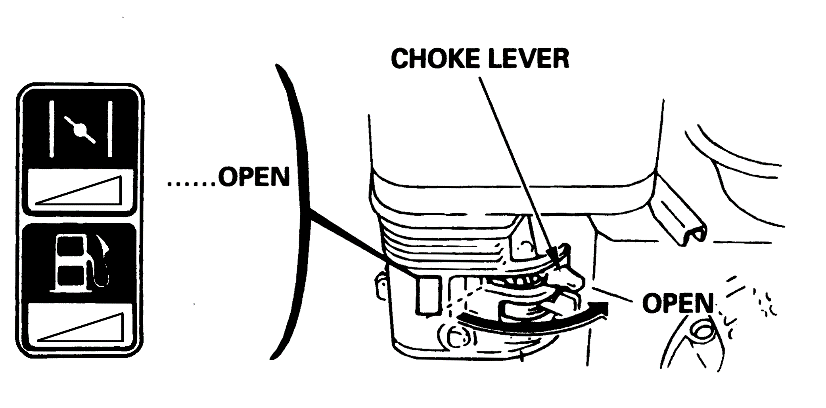 CHOKE LEVER
......OPEN
OPEN